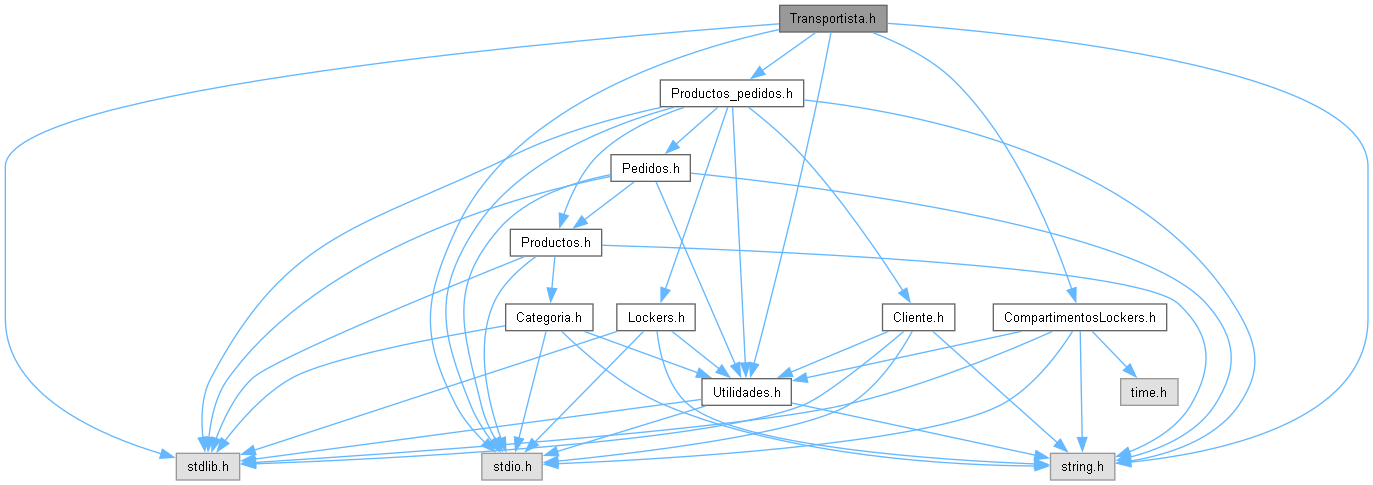 Transportista.h
Productos_pedidos.h
Pedidos.h
Productos.h
Categoria.h
Lockers.h
Cliente.h
CompartimentosLockers.h
Utilidades.h
time.h
stdlib.h
stdio.h
string.h